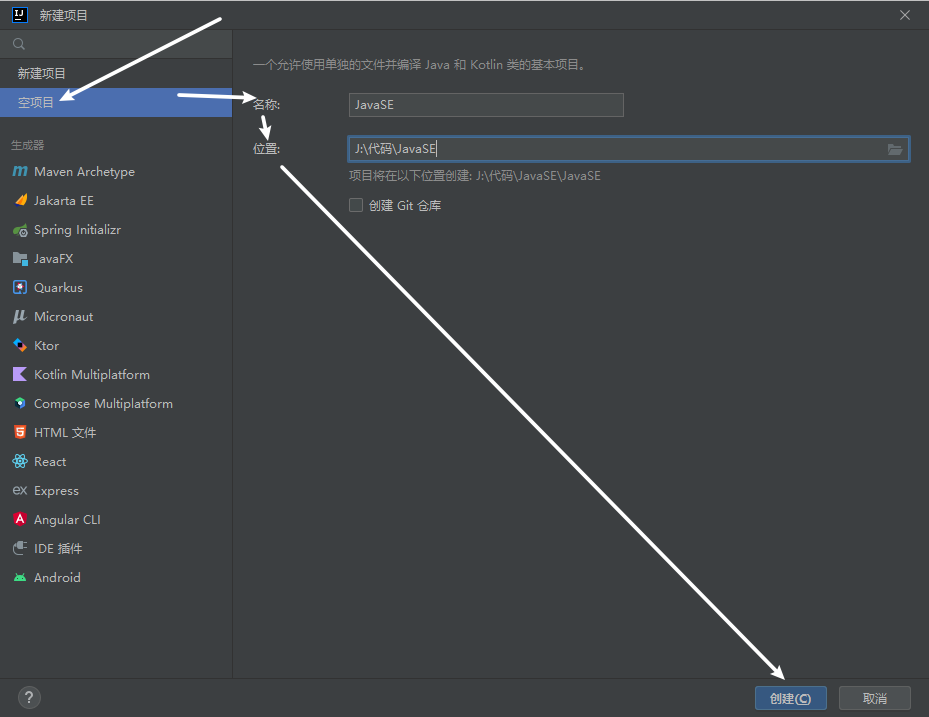 新建项目
新建项目
空项目
生成器
Maven Archetype
Jakarta EE
Spring Initializr
JavaFX
Quarkus
Micronaut
Ktor
Kotlin Multiplatform
Compose Multiplatform
HTML 文件
React
ex Express
Angular CLI
IDE 插件
Android
一个允许使用单独的文件并编译 Java 和 Kotlin 类的基本项目。
名称: JavaSE
位置: J:\代码\JavaSE
项目将在以下位置创建: J:\代码\JavaSE\JavaSE
创建 Git 仓库
? 创建(C) 取消